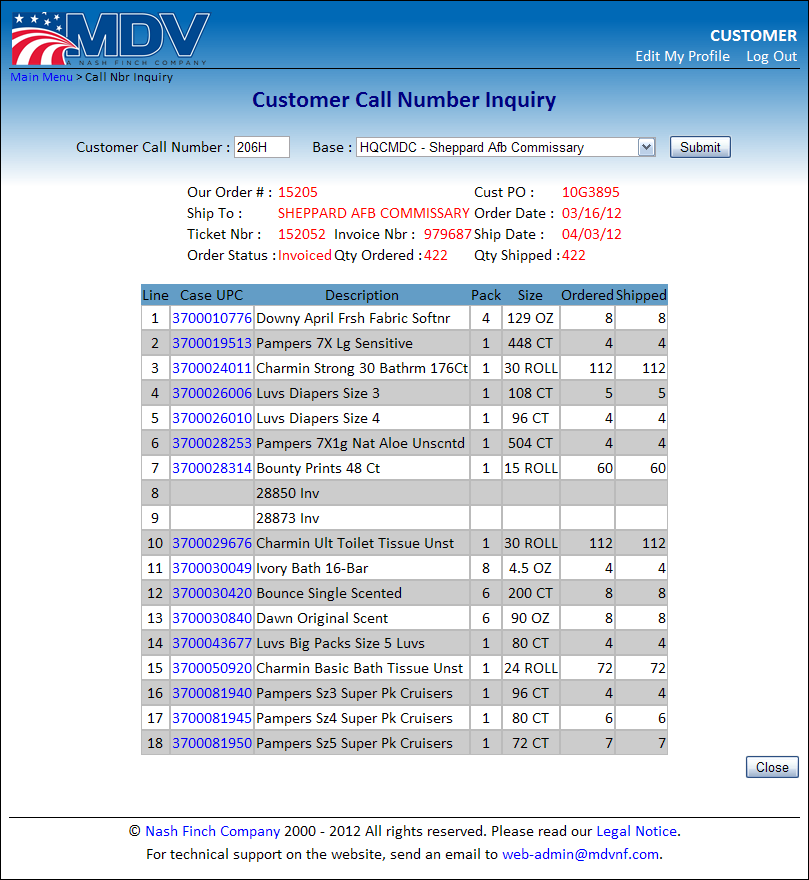 MDV
A NASH FINCH COMPANY
CUSTOMER
Edit My Profile Log Out
Main Menu > Call Nbr Inquiry
Customer Call Number Inquiry
Customer Call Number : 206H Base : HQCMDC - Sheppard Afb Commissary Submit
Our Order # : 15205 Cust PO : 10G3895
Ship To : SHEPPARD AFB COMMISSARY Order Date : 03/16/12
Ticket Nbr : 152052 Invoice Nbr : 979687 Ship Date : 04/03/12
Order Status : Invoiced Qty Ordered : 422 Qty Shipped : 422
Line Case UPC Description Pack Size Ordered Shipped
1 3700010776 Downy April Frsh Fabric Softnr 4 129 OZ 8 8
2 3700019513 Pampers 7X Lg Sensitive 1 448 CT 4 4
3 3700024011 Charmin Strong 30 Bathrm 176Ct 1 30 ROLL 112 112
4 3700026006 Luvs Diapers Size 3 1 108 CT 5 5
5 3700026010 Luvs Diapers Size 4 1 96 CT 4 4
6 3700028253 Pampers 7X1g Nat Aloe Unscntd 1 504 CT 4 4
7 3700028314 Bounty Prints 48 Ct 1 15 ROLL 60 60
8 28850 Inv
9 28873 Inv
10 3700029676 Charmin Ult Toilet Tissue Unst 1 30 ROLL 112 112
11 3700030049 Ivory Bath 16-Bar 8 4.5 OZ 4 4
12 3700030420 Bounce Single Scented 6 200 CT 8 8
13 3700030840 Dawn Original Scent 6 90 OZ 8 8
14 3700043677 Luvs Big Packs Size 5 Luvs 1 80 CT 4 4
15 3700050920 Charmin Basic Bath Tissue Unst 1 24 ROLL 72 72
16 3700081940 Pampers Sz3 Super Pk Cruisers 1 96 CT 4 4
17 3700081945 Pampers Sz4 Super Pk Cruisers 1 80 CT 6 6
18 3700081950 Pampers Sz5 Super Pk Cruisers 1 72 CT 7 7
Close
© Nash Finch Company 2000 - 2012 All rights reserved. Please read our Legal Notice.
For technical support on the website, send an email to web-admin@mdvnf.com.